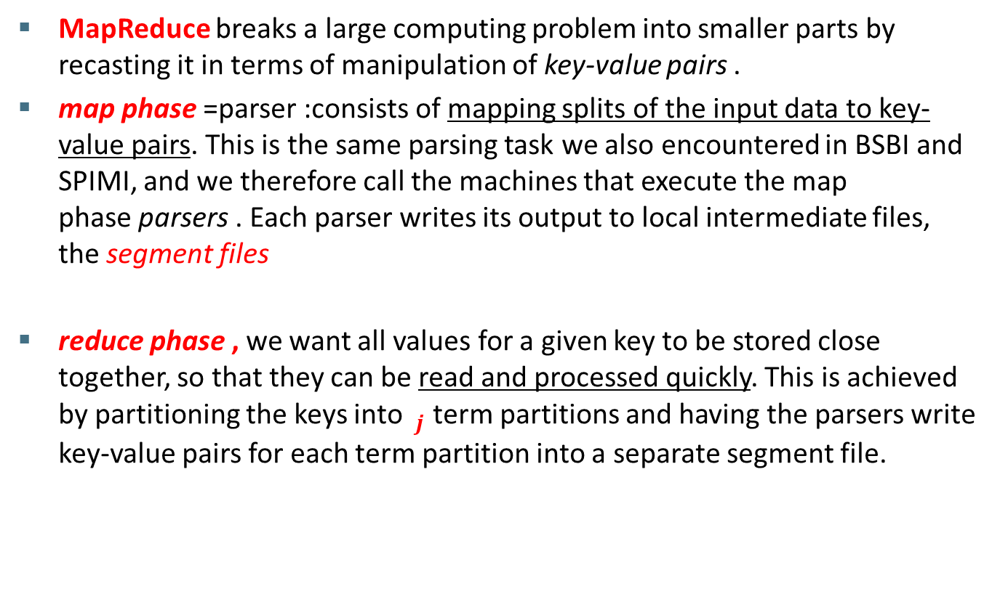 ▪ MapReduce breaks a large computing problem into smaller parts by
recasting it in terms of manipulation of key-value pairs .
▪ map phase =parser :consists of mapping splits of the input data to key-
value pairs. This is the same parsing task we also encountered in BSBI and
SPIMI, and we therefore call the machines that execute the map
phase parsers . Each parser writes its output to local intermediate files,
the segment files
▪ reduce phase , we want all values for a given key to be stored close
together, so that they can be read and processed quickly. This is achieved
by partitioning the keys into j term partitions and having the parsers write
key-value pairs for each term partition into a separate segment file.